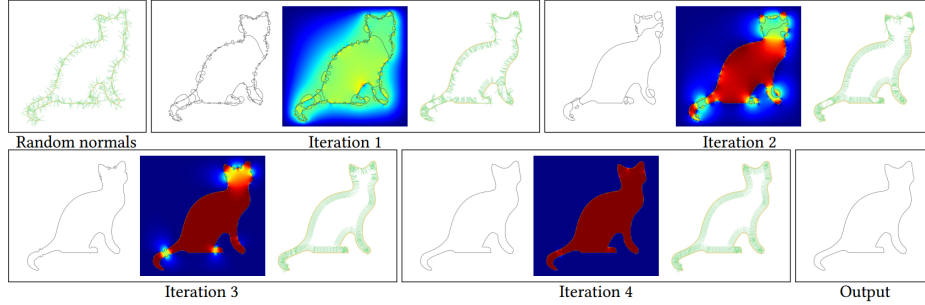 Random normals
Iteration 1
Iteration 2
Iteration 3
Iteration 4
Output